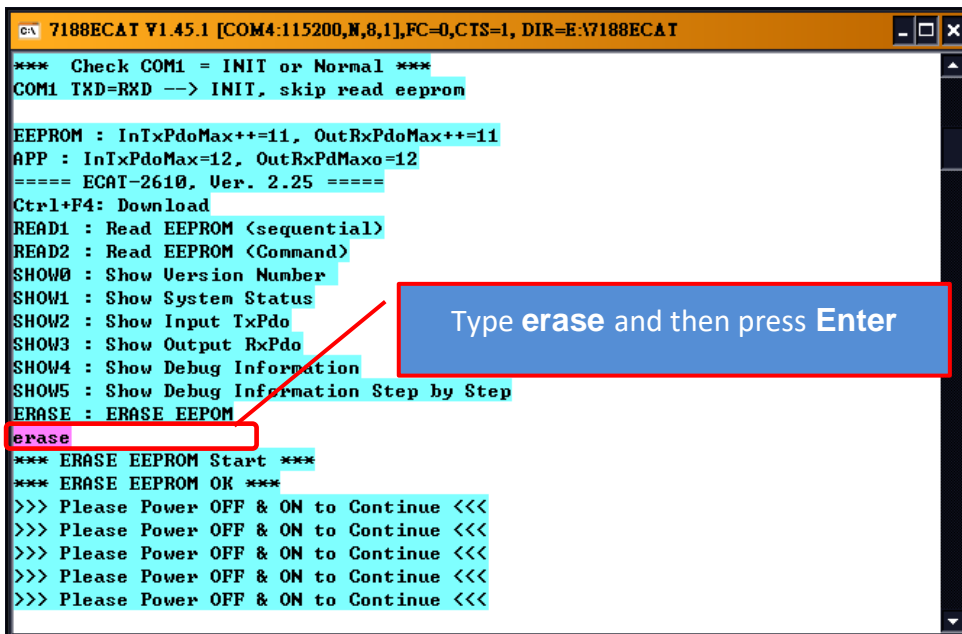 7188ECAT V1.45.1 [COM4:115200,N,8,1],FC=0,CTS=1, DIR=E:\7188ECAT
*** Check COM1 = INIT or Normal ***
COM1 TXD=RXD --> INIT, skip read eeprom
EEPROM : InTxPdoMax++=11, OutRxPdoMax++=11
APP : InTxPdoMax=12, OutRxPdMaxo=12
===== ECAT-2610, Ver. 2.25 =====
Ctrl+F4: Download
READ1 : Read EEPROM <sequential>
READ2 : Read EEPROM <Command>
SHOW0 : Show Version Number
SHOW1 : Show System Status
SHOW2 : Show Input TxPdo
SHOW3 : Show Output RxPdo
SHOW4 : Show Debug Information
SHOW5 : Show Debug Information Step by Step
ERASE : ERASE EEPOM
erase
*** ERASE EEPROM Start ***
*** ERASE EEPROM OK ***
>>> Please Power OFF & ON to Continue <<<
>>> Please Power OFF & ON to Continue <<<
>>> Please Power OFF & ON to Continue <<<
>>> Please Power OFF & ON to Continue <<<
>>> Please Power OFF & ON to Continue <<<
Type erase and then press Enter